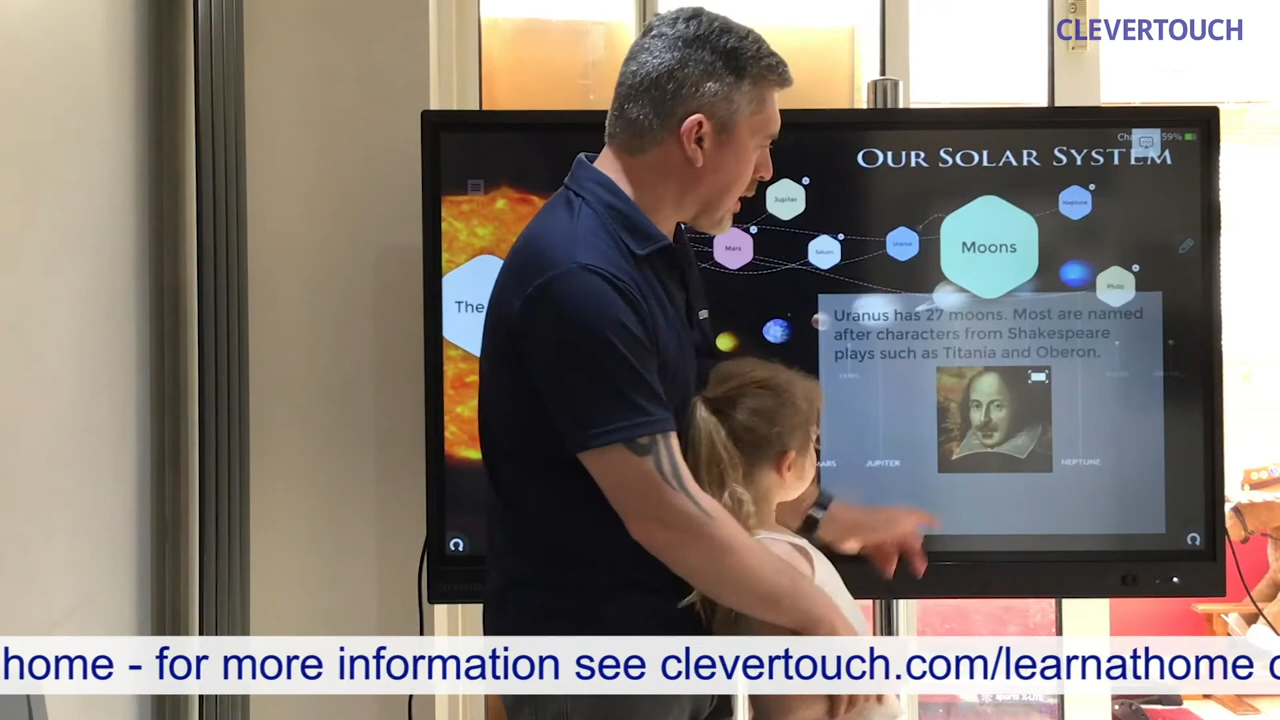 CLEVERTOUCH
59%
OUR SOLAR SYSTEM
Jupiter
Neptune
Mars
Saturn
Uranus
Moons
Pluto
The
Uranus has 27 moons. Most are named
after characters from Shakespeare
plays such as Titania and Oberon.
MARS
JUPITER
NEPTUNE
home - for more information see clevertouch.com/learnathome